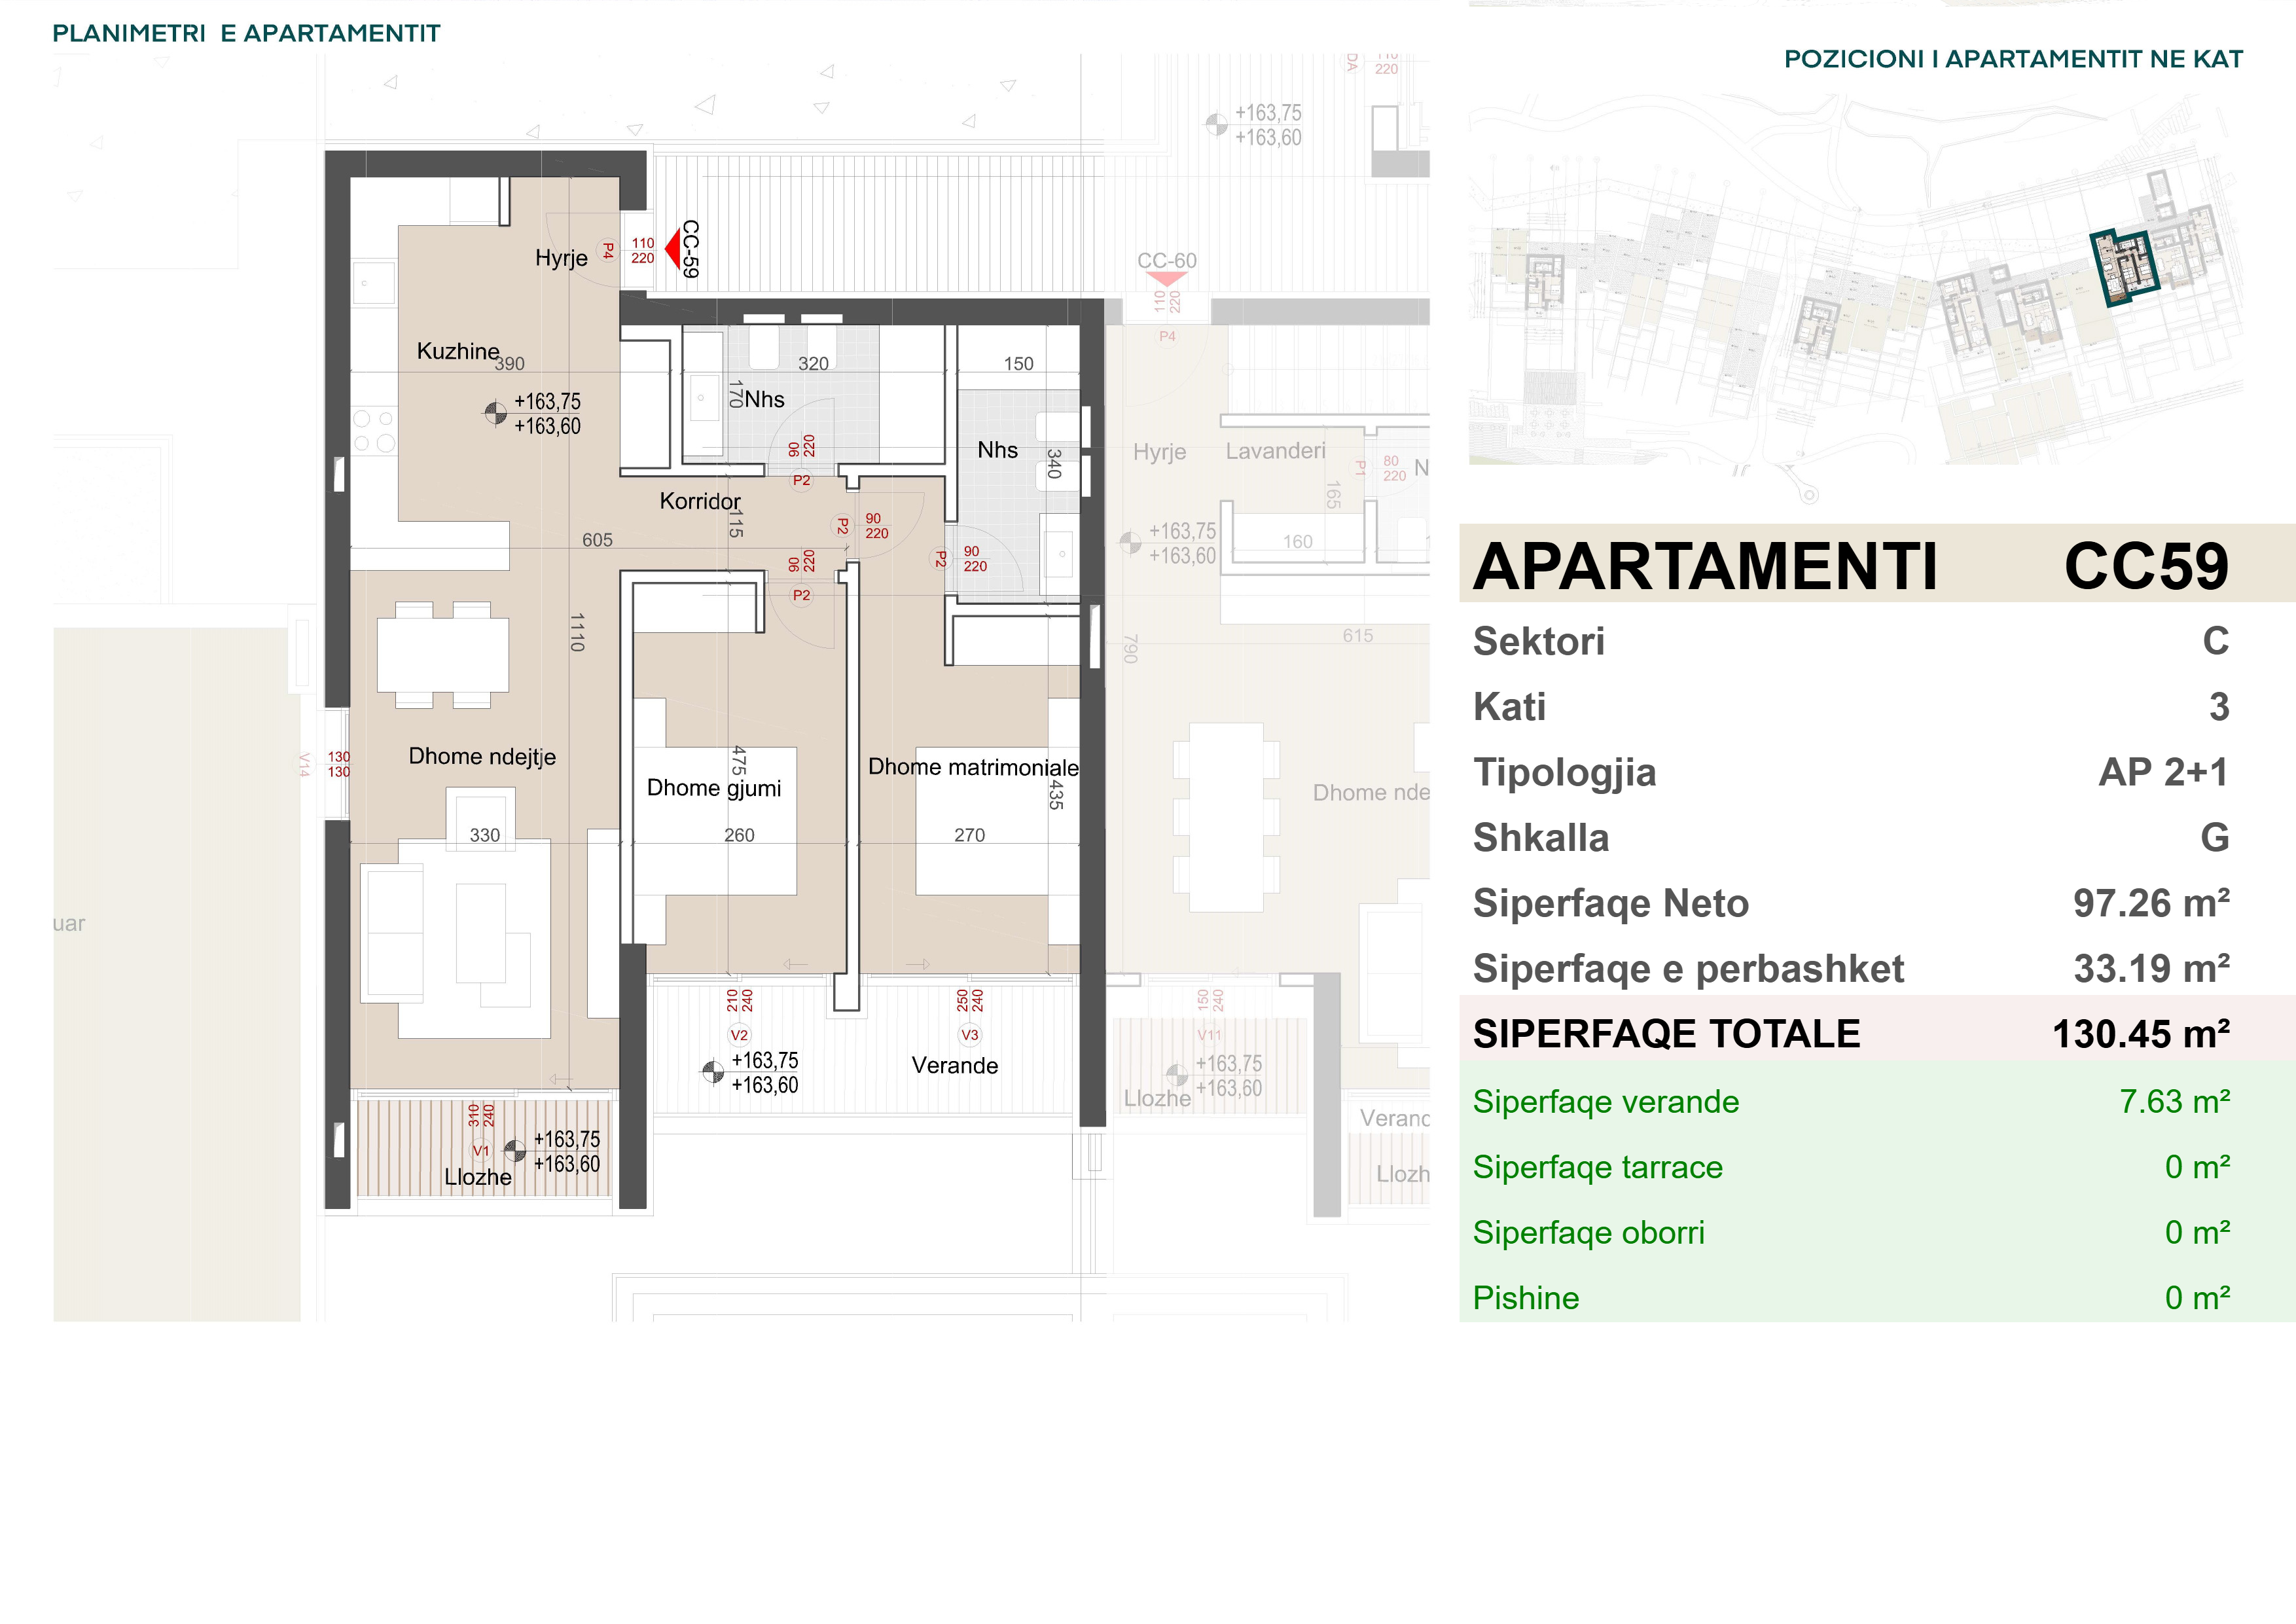 PLANIMETRI E APARTAMENTIT
POZICIONI I APARTAMENTIT NE KAT
DA
110
220
+163,75
+163,60
Hyrje
P4
110
220
CC-59
CC-60
110
220
P4
Kuzhine
390
+163,75
+163,60
320
170
Nhs
150
Nhs
340
90
220
P2
Korridor
115
P2
90
220
P2
90
220
605
90
220
P2
1110
Hyrje
Lavanderi
165
P1
80
220
N
+163,75
+163,60
160
615
790
V14
130
130
Dhome ndejtje
475
Dhome gjumi
Dhome matrimoniale
435
Dhome nde
330
260
270
uar
210
240
V2
250
240
V3
150
240
V11
+163,75
+163,60
Verande
+163,75
+163,60
Llozhe
310
240
V1
+163,75
+163,60
Llozhe
Veranc
Llozh
APARTAMENTI CC59
Sektori C
Kati 3
Tipologjia AP 2+1
Shkalla G
Siperfaqe Neto 97.26 m²
Siperfaqe e perbashket 33.19 m²
SIPERFAQE TOTALE 130.45 m²
Siperfaqe verande 7.63 m²
Siperfaqe tarrace 0 m²
Siperfaqe oborri 0 m²
Pishine 0 m²